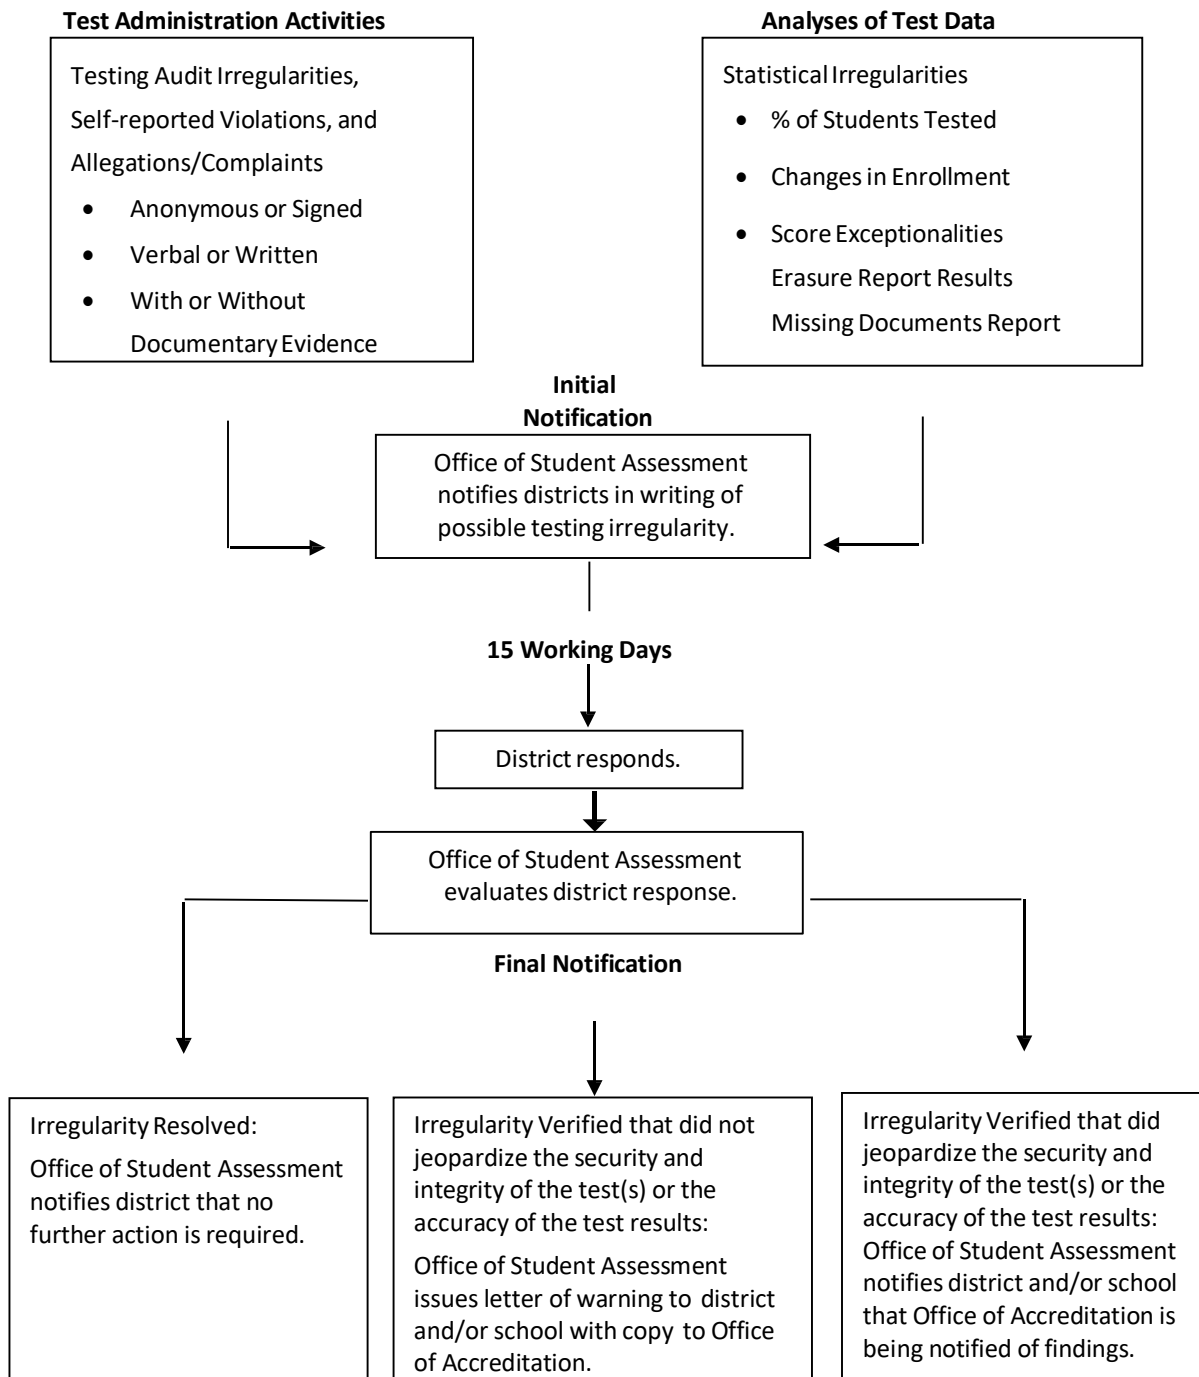 Test Administration Activities
Testing Audit Irregularities,
Self-reported Violations, and
Allegations/Complaints
• Anonymous or Signed
• Verbal or Written
• With or Without
Documentary Evidence
Analyses of Test Data
Statistical Irregularities
• % of Students Tested
• Changes in Enrollment
• Score Exceptionalities
Erasure Report Results
Missing Documents Report
Initial
Notification
Office of Student Assessment
notifies districts in writing of
possible testing irregularity.
15 Working Days
District responds.
Office of Student Assessment
evaluates district response.
Final Notification
Irregularity Resolved:
Office of Student Assessment
notifies district that no
further action is required.
Irregularity Verified that did not
jeopardize the security and
integrity of the test(s) or the
accuracy of the test results:
Office of Student Assessment
issues letter of warning to district
and/or school with copy to Office
of Accreditation.
Irregularity Verified that did
jeopardize the security and
integrity of the test(s) or the
accuracy of the test results:
Office of Student Assessment
notifies district and/or school
that Office of Accreditation is
being notified of findings.